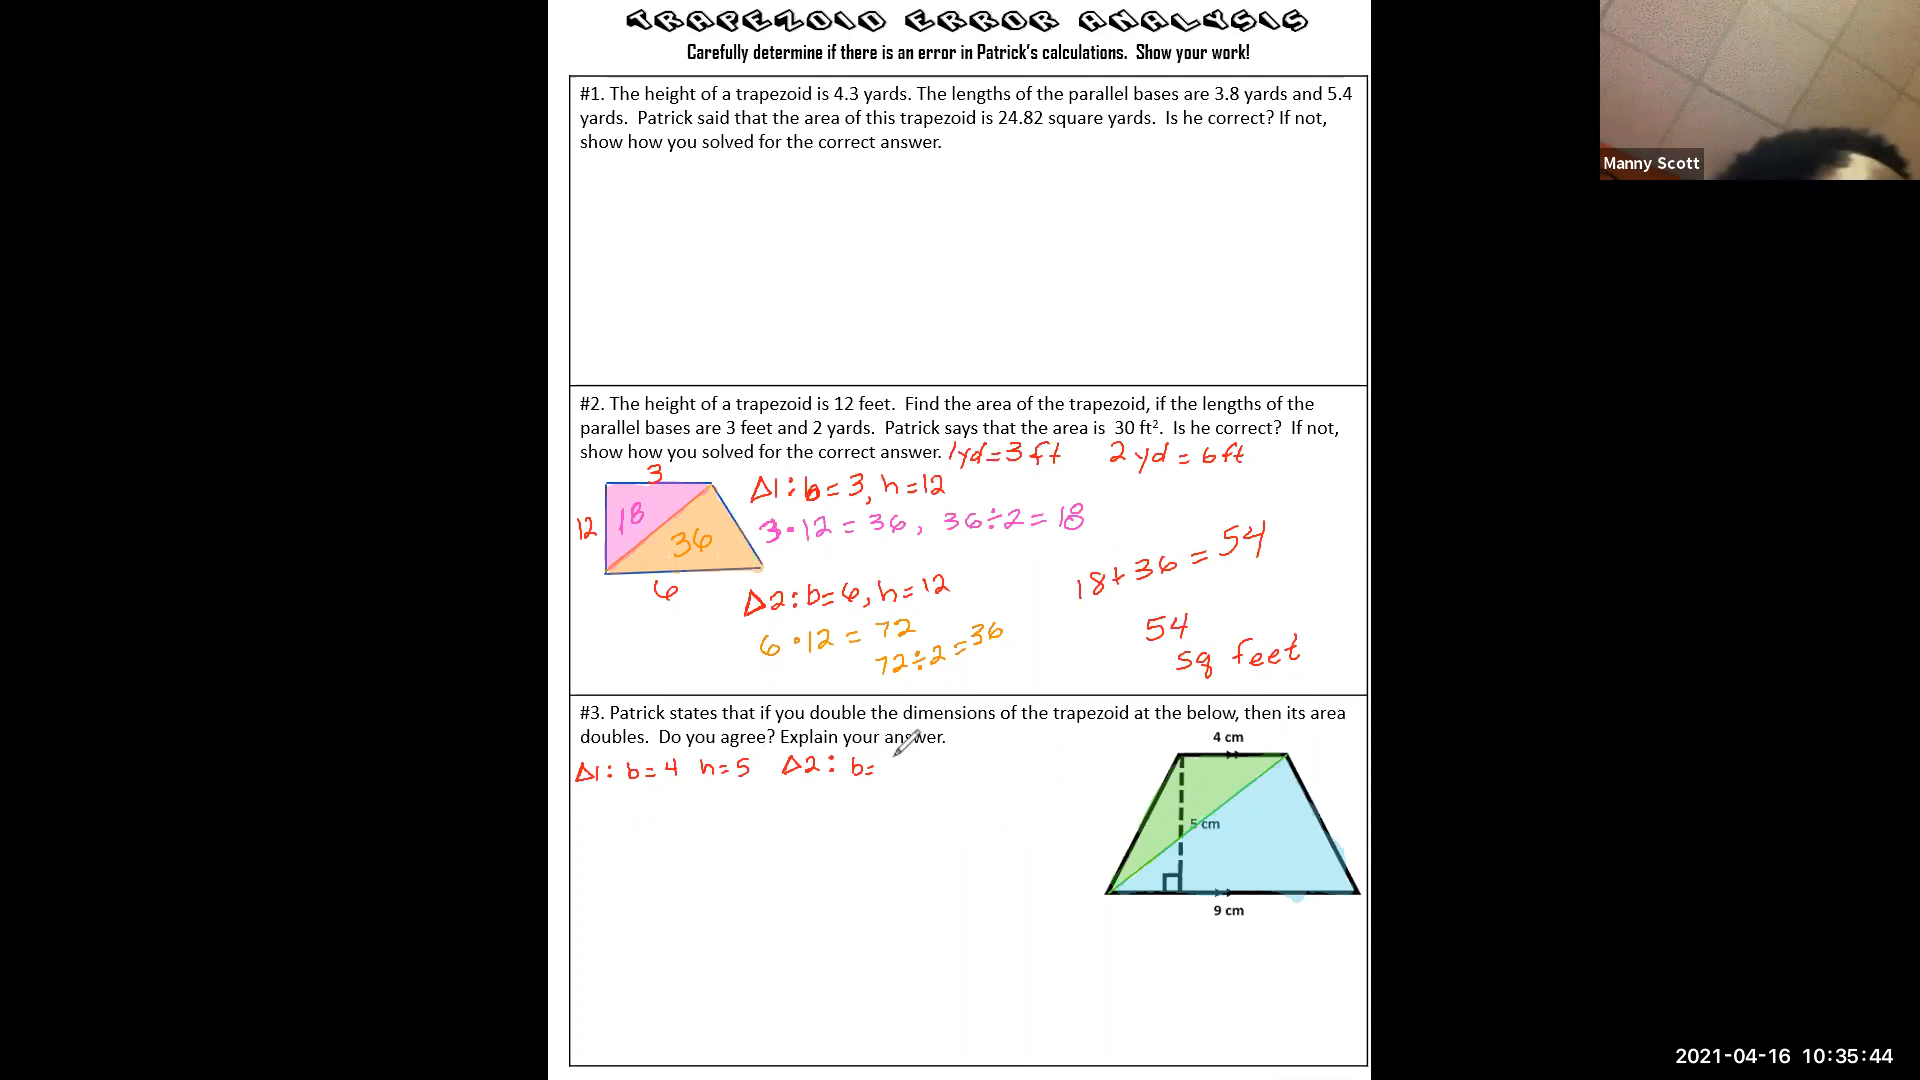 TRAPEZOID ERROR ANALYSIS
Carefully determine if there is an error in Patrick's calculations.  Show your work!
#1. The height of a trapezoid is 4.3 yards. The lengths of the parallel bases are 3.8 yards and 5.4
yards.  Patrick said that the area of this trapezoid is 24.82 square yards.  Is he correct? If not,
show how you solved for the correct answer.
#2. The height of a trapezoid is 12 feet.  Find the area of the trapezoid, if the lengths of the
parallel bases are 3 feet and 2 yards.  Patrick says that the area is  30 ft².  Is he correct?  If not,
show how you solved for the correct answer. 1yd=3 ft  2 yd = 6ft
3
12
18
36
6
Δ1: b=3, h=12
3·12=36, 36÷2=18
Δ2: b=6, h=12
6·12=72
72÷2=36
18+36=54
54
sq feet
#3. Patrick states that if you double the dimensions of the trapezoid at the below, then its area
doubles.  Do you agree? Explain your answer.
Δ1: b=4 h=5 Δ2: b=
4 cm
5 cm
9 cm
Manny Scott
2021-04-16 10:35:44